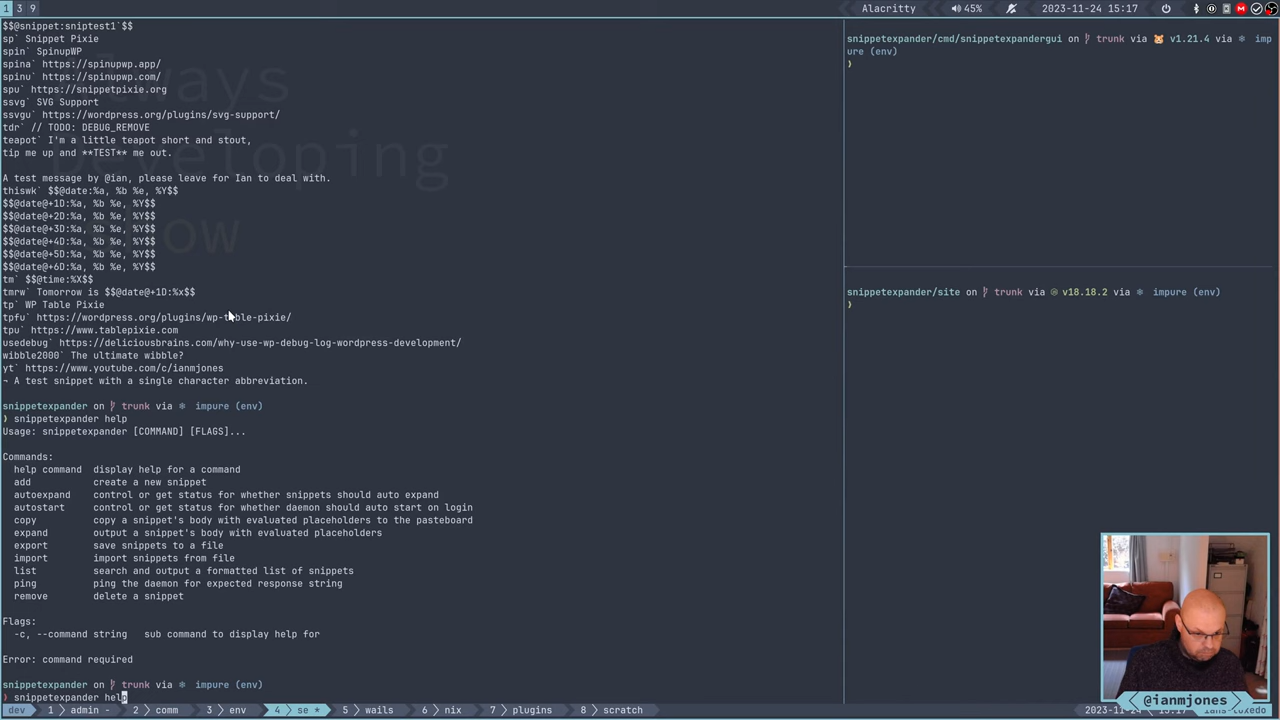 1 3 9
Alacritty 45% 2023-11-24 15:17
$$@snippet:sniptest1`$$
sp` Snippet Pixie
spin` SpinupWP
spina` https://spinupwp.app/
spinu` https://spinupwp.com/
spu` https://snippetpixie.org
ssvg` SVG Support
ssvgu` https://wordpress.org/plugins/svg-support/
tdr` // TODO: DEBUG_REMOVE
teapot` I'm a little teapot short and stout,
tip me up and **TEST** me out.
A test message by @ian, please leave for Ian to deal with.
thiswk` $$@date:%a, %b %e, %Y$$
$$@date@+1D:%a, %b %e, %Y$$
$$@date@+2D:%a, %b %e, %Y$$
$$@date@+3D:%a, %b %e, %Y$$
$$@date@+4D:%a, %b %e, %Y$$
$$@date@+5D:%a, %b %e, %Y$$
$$@date@+6D:%a, %b %e, %Y$$
tm` $$@time:%X$$
tmrw` Tomorrow is $$@date@+1D:%x$$
tp` WP Table Pixie
tpfu` https://wordpress.org/plugins/wp-table-pixie/
tpu` https://www.tablepixie.com
usedebug` https://deliciousbrains.com/why-use-wp-debug-log-wordpress-development/
wibble2000` The ultimate wibble?
yt` https://www.youtube.com/c/ianmjones
¬ A test snippet with a single character abbreviation.
snippetexpander on trunk via ❄ impure (env)
❯ snippetexpander help
Usage: snippetexpander [COMMAND] [FLAGS]...
Commands:
help command display help for a command
add create a new snippet
autoexpand control or get status for whether snippets should auto expand
autostart control or get status for whether daemon should auto start on login
copy copy a snippet's body with evaluated placeholders to the pasteboard
expand output a snippet's body with evaluated placeholders
export save snippets to a file
import import snippets from file
list search and output a formatted list of snippets
ping ping the daemon for expected response string
remove delete a snippet
Flags:
-c, --command string sub command to display help for
Error: command required
snippetexpander on trunk via ❄ impure (env)
❯ snippetexpander help
snippetexpander/cmd/snippetexpandergui on trunk via 🐹 v1.21.4 via ❄ imp
ure (env)
❯
snippetexpander/site on trunk via v18.18.2 via ❄ impure (env)
❯
always
developing
now
@ianmjones
dev 1 admin - 2 comm 3 env 4 se * 5 wails 6 nix 7 plugins 8 scratch